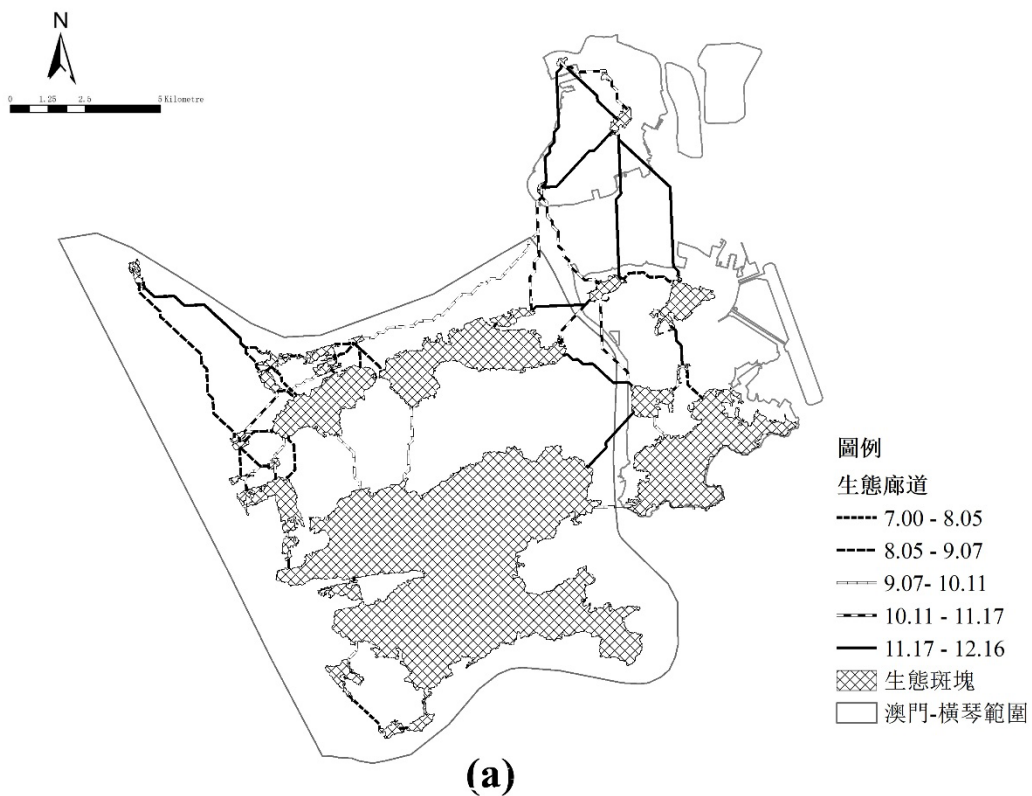 N
0 1.25 2.5 5 Kilometre
圖例
生態廊道
7.00 - 8.05
8.05 - 9.07
9.07- 10.11
10.11 - 11.17
11.17 - 12.16
生態斑塊
澳門-橫琴範圍
(a)